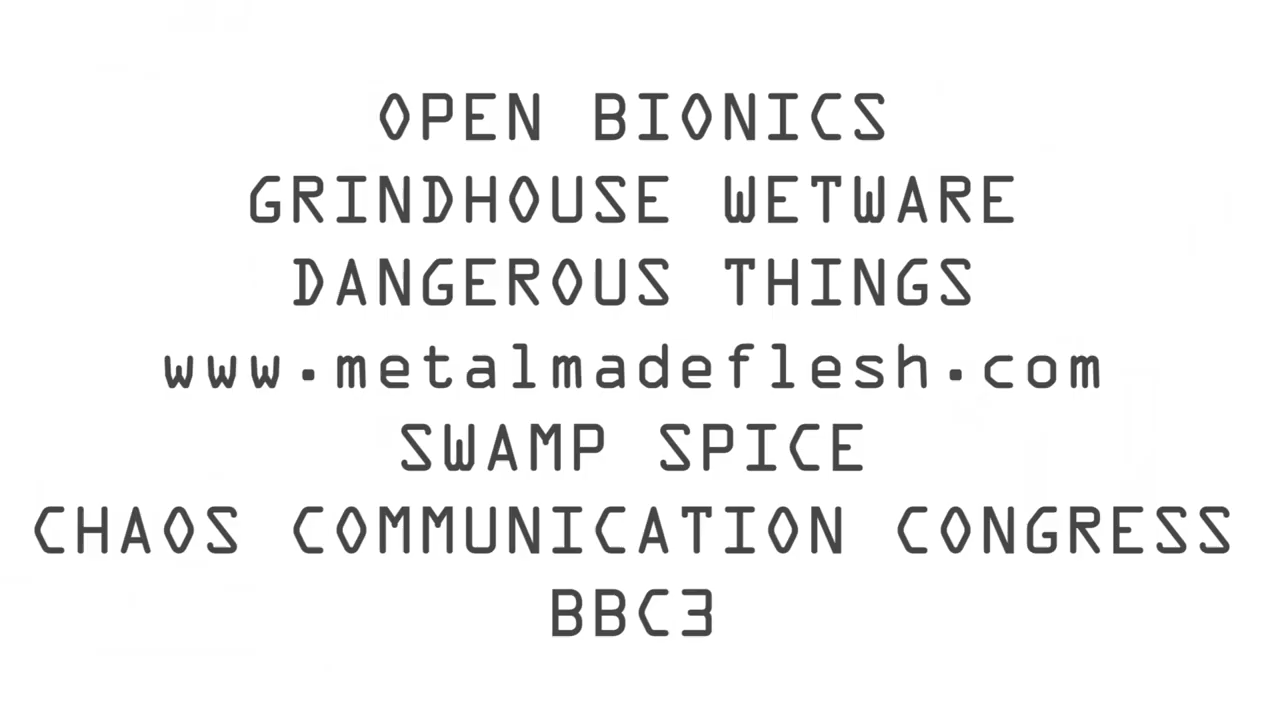 OPEN BIONICS
GRINDHOUSE WETWARE
DANGEROUS THINGS
www.metalmadeflesh.com
SWAMP SPICE
CHAOS COMMUNICATION CONGRESS
BBC3